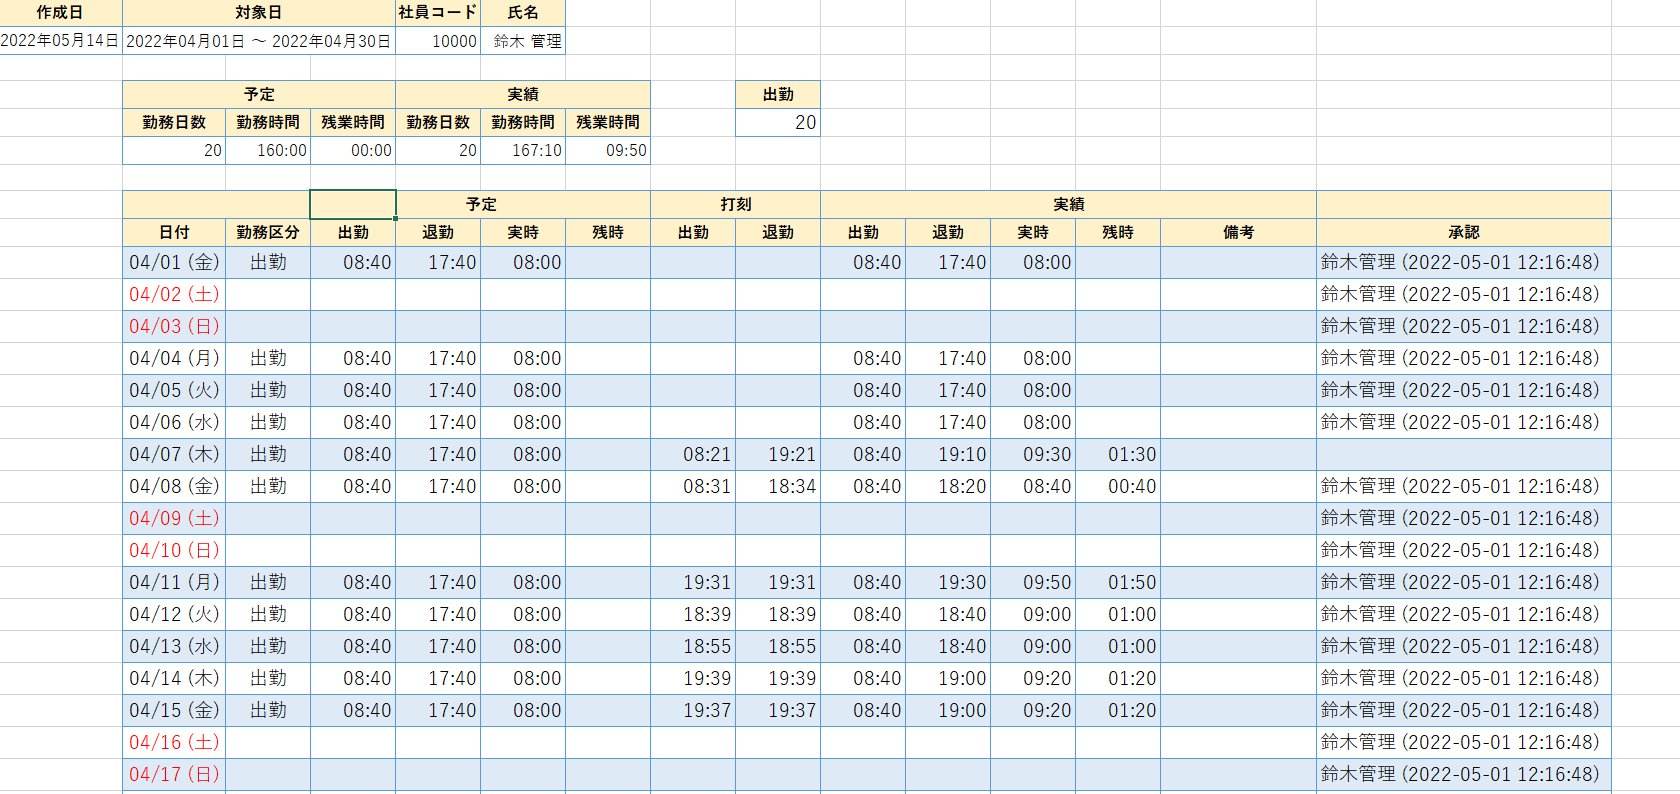 作成日 対象日 社員コード 氏名
2022年05月14日 2022年04月01日 ～ 2022年04月30日 10000 鈴木 管理
予定 実績 出勤
勤務日数 勤務時間 残業時間 勤務日数 勤務時間 残業時間 20
20 160:00 00:00 20 167:10 09:50
予定 打刻 実績
日付 勤務区分 出勤 退勤 実時 残時 出勤 退勤 出勤 退勤 実時 残時 備考 承認
04/01 (金) 出勤 08:40 17:40 08:00 08:40 17:40 08:00 鈴木管理 (2022-05-01 12:16:48)
04/02 (土) 鈴木管理 (2022-05-01 12:16:48)
04/03 (日) 鈴木管理 (2022-05-01 12:16:48)
04/04 (月) 出勤 08:40 17:40 08:00 08:40 17:40 08:00 鈴木管理 (2022-05-01 12:16:48)
04/05 (火) 出勤 08:40 17:40 08:00 08:40 17:40 08:00 鈴木管理 (2022-05-01 12:16:48)
04/06 (水) 出勤 08:40 17:40 08:00 08:40 17:40 08:00 鈴木管理 (2022-05-01 12:16:48)
04/07 (木) 出勤 08:40 17:40 08:00 08:21 19:21 08:40 19:10 09:30 01:30
04/08 (金) 出勤 08:40 17:40 08:00 08:31 18:34 08:40 18:20 08:40 00:40 鈴木管理 (2022-05-01 12:16:48)
04/09 (土) 鈴木管理 (2022-05-01 12:16:48)
04/10 (日) 鈴木管理 (2022-05-01 12:16:48)
04/11 (月) 出勤 08:40 17:40 08:00 19:31 19:31 08:40 19:30 09:50 01:50 鈴木管理 (2022-05-01 12:16:48)
04/12 (火) 出勤 08:40 17:40 08:00 18:39 18:39 08:40 18:40 09:00 01:00 鈴木管理 (2022-05-01 12:16:48)
04/13 (水) 出勤 08:40 17:40 08:00 18:55 18:55 08:40 18:40 09:00 01:00 鈴木管理 (2022-05-01 12:16:48)
04/14 (木) 出勤 08:40 17:40 08:00 19:39 19:39 08:40 19:00 09:20 01:20 鈴木管理 (2022-05-01 12:16:48)
04/15 (金) 出勤 08:40 17:40 08:00 19:37 19:37 08:40 19:00 09:20 01:20 鈴木管理 (2022-05-01 12:16:48)
04/16 (土) 鈴木管理 (2022-05-01 12:16:48)
04/17 (日) 鈴木管理 (2022-05-01 12:16:48)